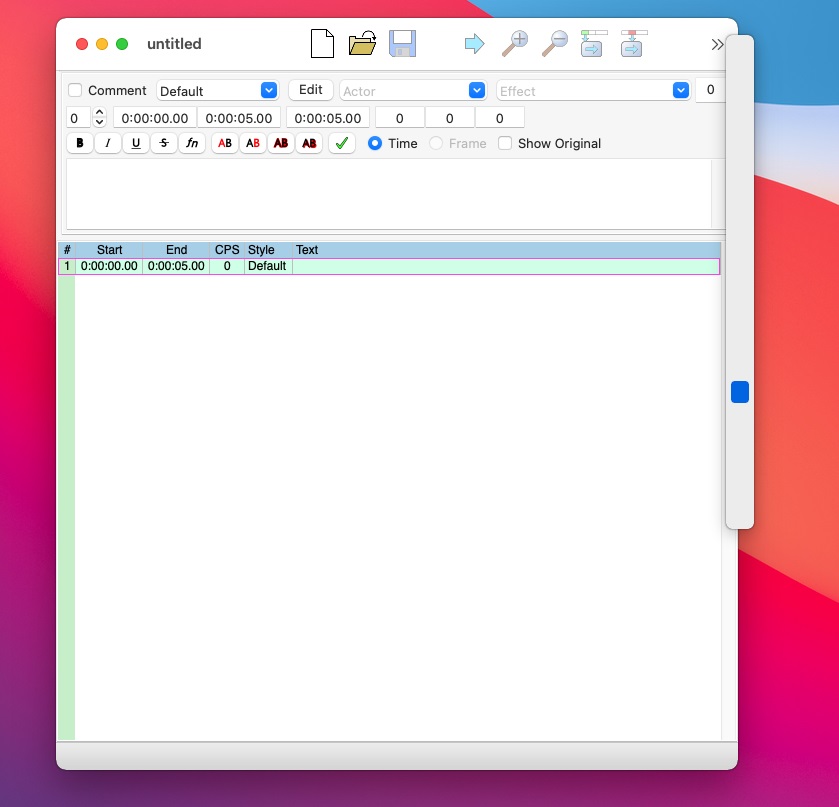 untitled
Comment Default Edit Actor Effect 0
0 0:00:00.00 0:00:05.00 0:00:05.00 0 0 0
B I U S fn AB AB AB AB Time Frame Show Original
# Start End CPS Style Text
1 0:00:00.00 0:00:05.00 0 Default